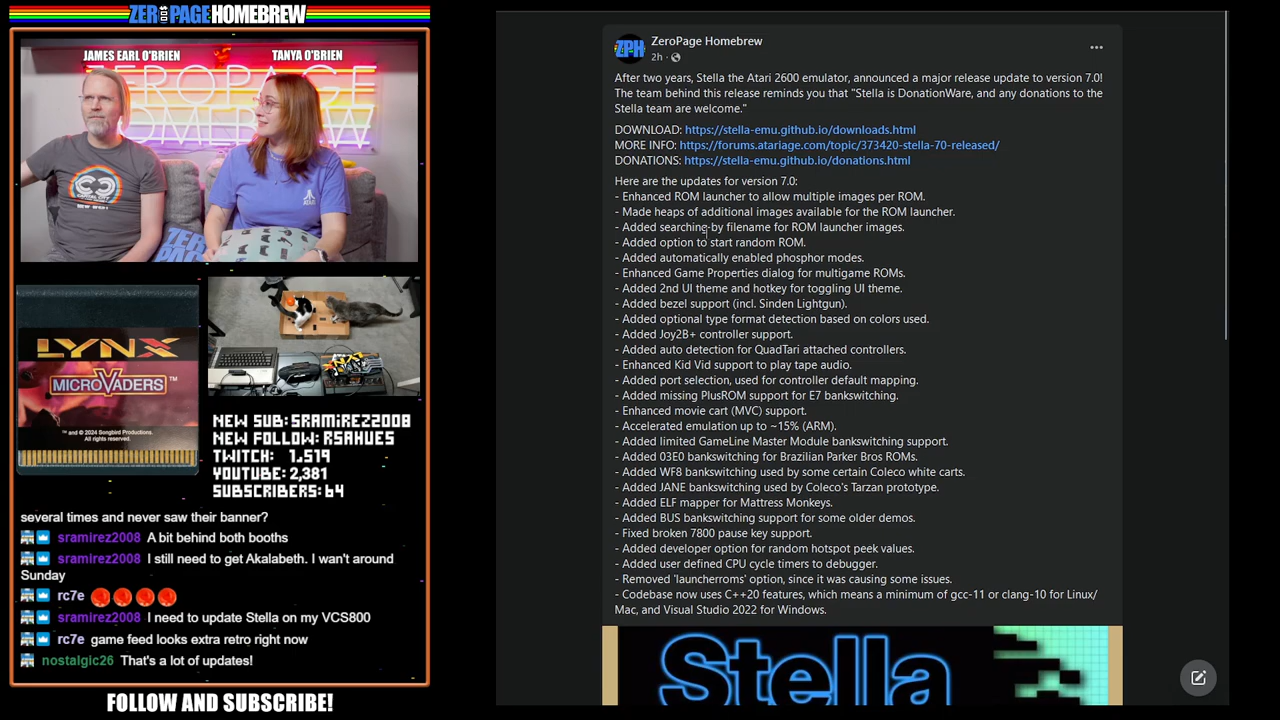 ZEROPAGE HOMEBREW
JAMES EARL O'BRIEN
TANYA O'BRIEN
ZEROPAGE
HOMEBREW
ATARI
LYNX
MICROVADERS™
™ and © 2024 Songbird Productions.
All rights reserved.
NEW SUB: SRAMIREZ2008
NEW FOLLOW: RSAHUES
TWITCH: 1,519
YOUTUBE: 2,381
SUBSCRIBERS: 64
several times and never saw their banner?
sramirez2008 A bit behind both booths
sramirez2008 I still need to get Akalabeth. I wan't around
Sunday
rc7e
sramirez2008 I need to update Stella on my VCS800
rc7e game feed looks extra retro right now
nostalgic26 That's a lot of updates!
FOLLOW AND SUBSCRIBE!
ZPH
ZeroPage Homebrew
2h
After two years, Stella the Atari 2600 emulator, announced a major release update to version 7.0!
The team behind this release reminds you that "Stella is DonationWare, and any donations to the
Stella team are welcome."
DOWNLOAD: https://stella-emu.github.io/downloads.html
MORE INFO: https://forums.atariage.com/topic/373420-stella-70-released/
DONATIONS: https://stella-emu.github.io/donations.html
Here are the updates for version 7.0:
- Enhanced ROM launcher to allow multiple images per ROM.
- Made heaps of additional images available for the ROM launcher.
- Added searching by filename for ROM launcher images.
- Added option to start random ROM.
- Added automatically enabled phosphor modes.
- Enhanced Game Properties dialog for multigame ROMs.
- Added 2nd UI theme and hotkey for toggling UI theme.
- Added bezel support (incl. Sinden Lightgun).
- Added optional type format detection based on colors used.
- Added Joy2B+ controller support.
- Added auto detection for QuadTari attached controllers.
- Enhanced Kid Vid support to play tape audio.
- Added port selection, used for controller default mapping.
- Added missing PlusROM support for E7 bankswitching.
- Enhanced movie cart (MVC) support.
- Accelerated emulation up to ~15% (ARM).
- Added limited GameLine Master Module bankswitching support.
- Added 03E0 bankswitching for Brazilian Parker Bros ROMs.
- Added WF8 bankswitching used by some certain Coleco white carts.
- Added JANE bankswitching used by Coleco's Tarzan prototype.
- Added ELF mapper for Mattress Monkeys.
- Added BUS bankswitching support for some older demos.
- Fixed broken 7800 pause key support.
- Added developer option for random hotspot peek values.
- Added user defined CPU cycle timers to debugger.
- Removed 'launcherroms' option, since it was causing some issues.
- Codebase now uses C++20 features, which means a minimum of gcc-11 or clang-10 for Linux/
Mac, and Visual Studio 2022 for Windows.
Stella